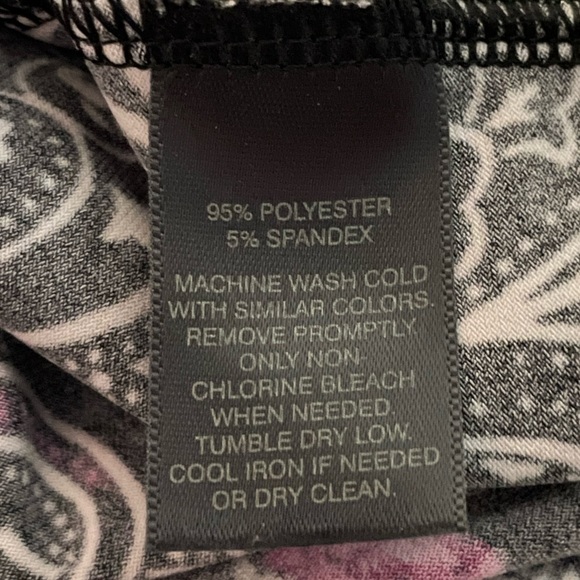 95% POLYESTER
5% SPANDEX
MACHINE WASH COLD
WITH SIMILAR COLORS.
REMOVE PROMPTLY
ONLY NON-
CHLORINE BLEACH
WHEN NEEDED.
TUMBLE DRY LOW.
COOL IRON IF NEEDED
OR DRY CLEAN.